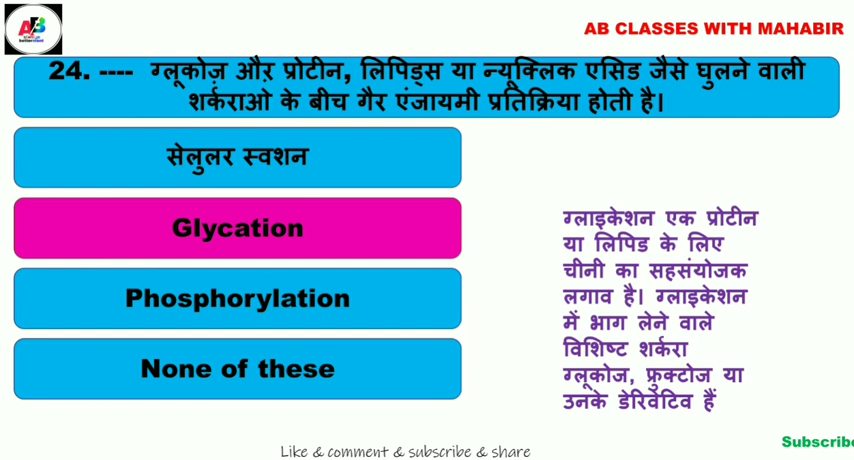 AB CLASSES WITH MAHABIR
24. ---- ग्लूकोज़ और प्रोटीन, लिपिड्स या न्यूक्लिक एसिड जैसे घुलने वाली
शर्कराओ के बीच गैर एंजायमी प्रतिक्रिया होती है।
सेलुलर स्वशन
Glycation
Phosphorylation
None of these
ग्लाइकेशन एक प्रोटीन
या लिपिड के लिए
चीनी का सहसंयोजक
लगाव है। ग्लाइकेशन
में भाग लेने वाले
विशिष्ट शर्करा
ग्लूकोज, फ्रुक्टोज या
उनके डेरिवेटिव हैं
Subscribe
Like & comment & subscribe & share